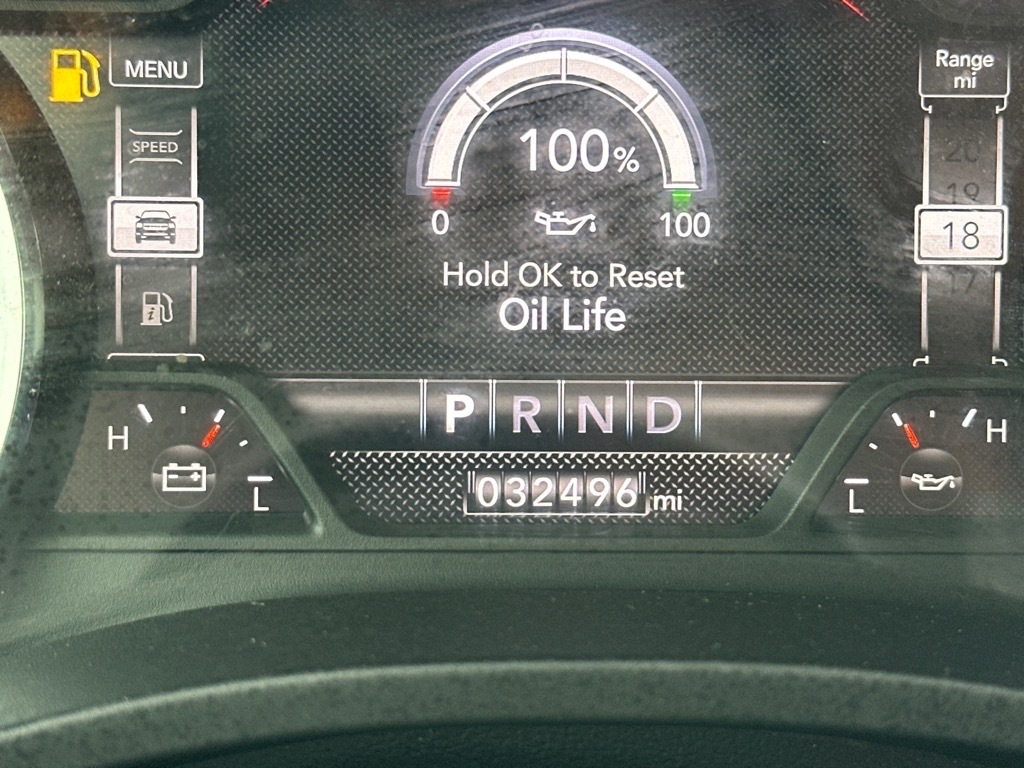 MENU
SPEED
i
100%
0
100
Hold OK to Reset
Oil Life
Range
mi
20
19
18
17
P R N D
032496 mi
H
L
H
L